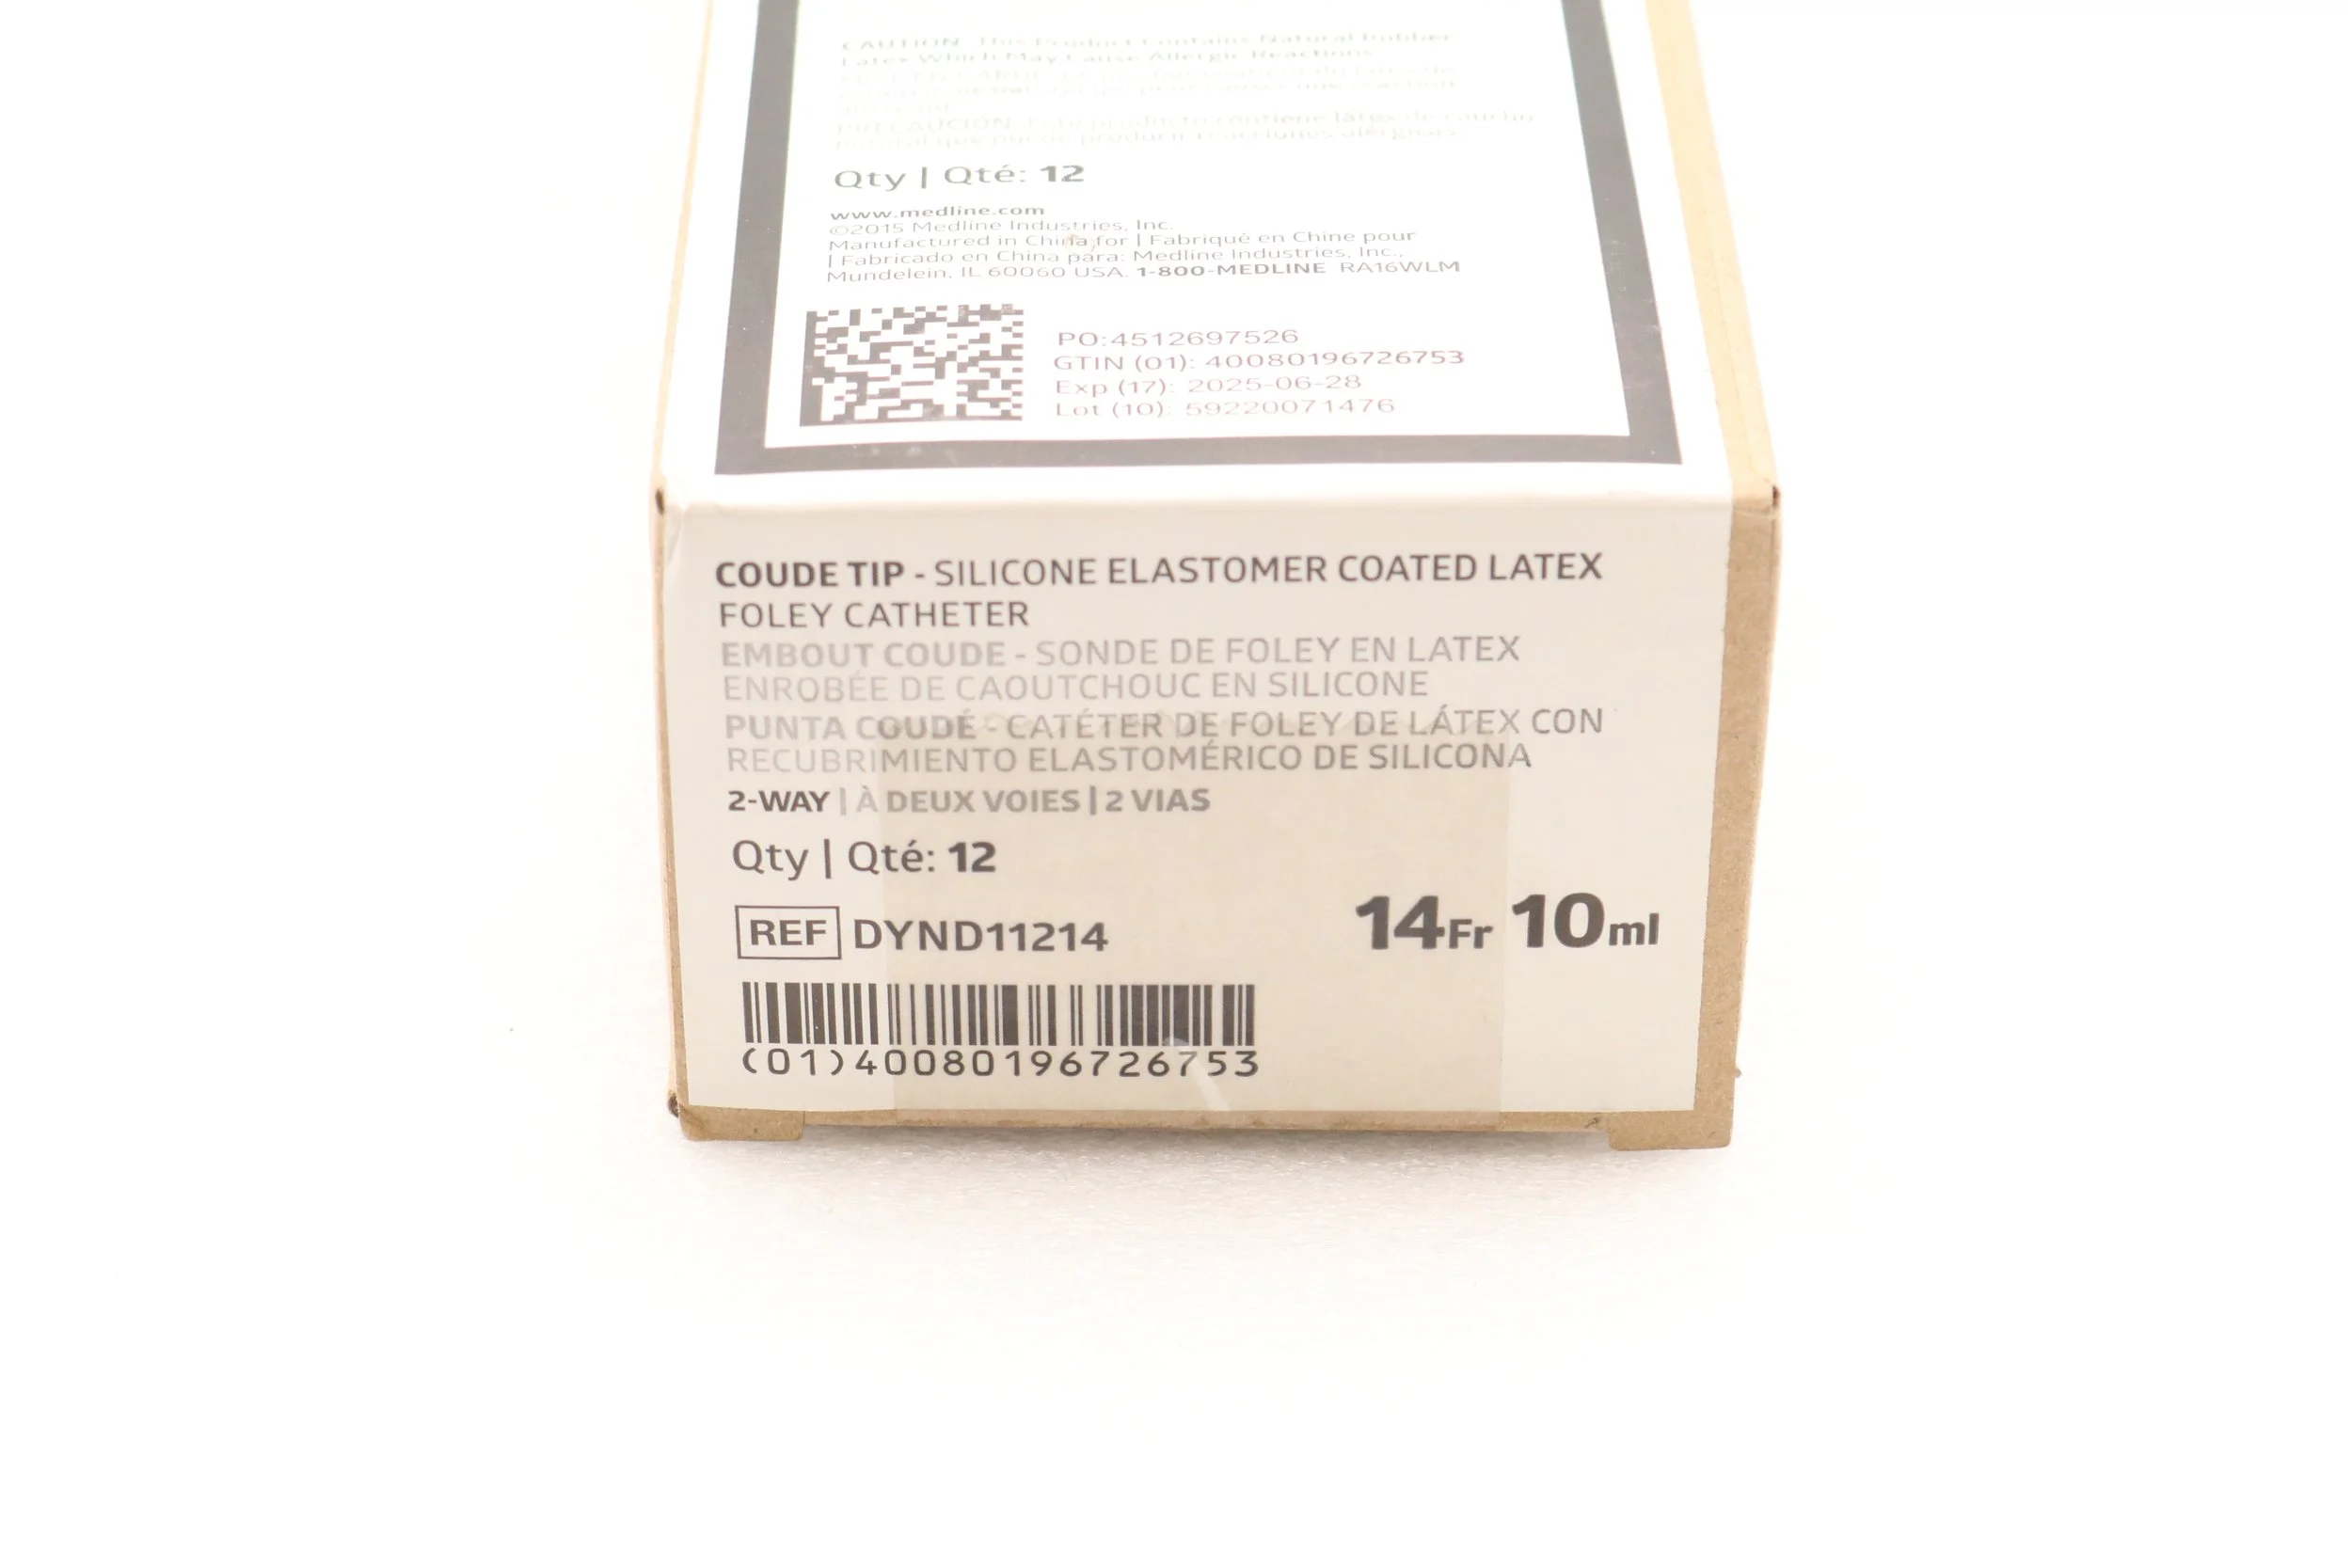 CAUTION: This Product Contains Natural Rubber
Latex Which May Cause Allergic Reactions.
PRECAUCIÓN: Este producto contiene látex de caucho
natural que puede producir reacciones alérgicas.
Qty | Qté: 12
www.medline.com
©2015 Medline Industries, Inc.
Manufactured in China for | Fabriqué en Chine pour
| Fabricado en China para: Medline Industries, Inc.,
Mundelein, IL 60060 USA. 1-800-MEDLINE RA16WLM
PO:4512697526
GTIN (01): 40080196726753
Exp (17): 2025-06-28
Lot (10): 59220071476
COUDE TIP - SILICONE ELASTOMER COATED LATEX
FOLEY CATHETER
EMBOUT COUDE - SONDE DE FOLEY EN LATEX
ENROBÉE DE CAOUTCHOUC EN SILICONE
PUNTA COUDÉ - CATÉTER DE FOLEY DE LÁTEX CON
RECUBRIMIENTO ELASTOMÉRICO DE SILICONA
2-WAY | À DEUX VOIES | 2 VIAS
Qty | Qté: 12
REF DYND11214
14Fr 10ml
(01)40080196726753